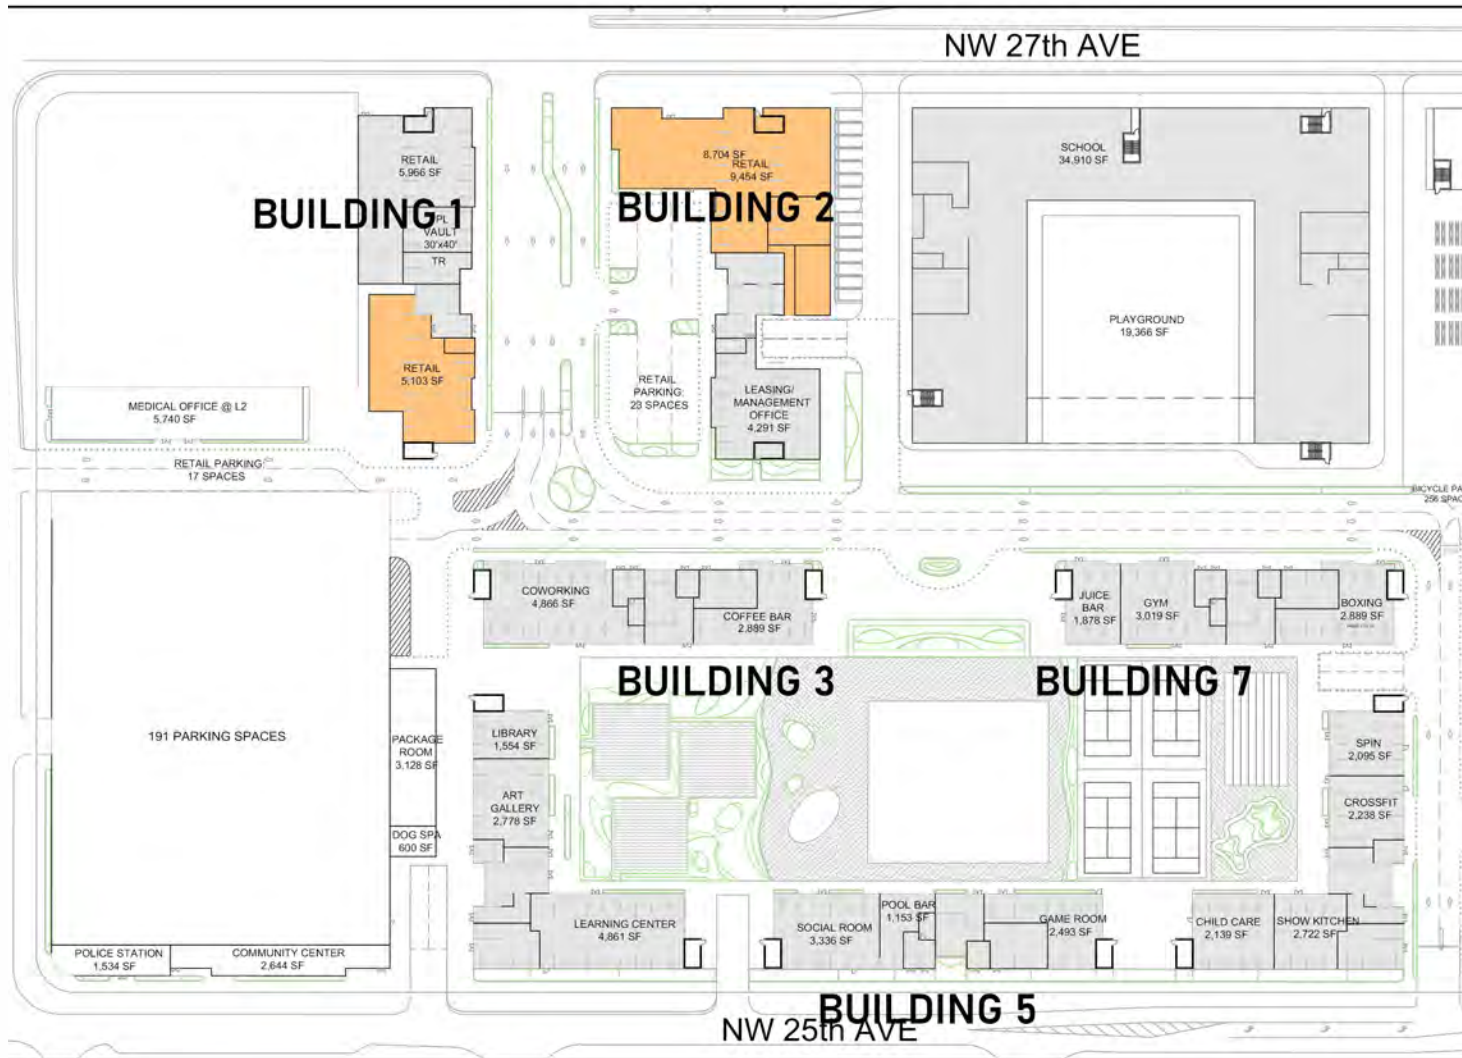 NW 27th AVE
RETAIL
5,966 SF
BUILDING 1
VAULT
30'x40'
TR
RETAIL
5,103 SF
8,704 SF
RETAIL
9,454 SF
BUILDING 2
SCHOOL
34,910 SF
PLAYGROUND
19,366 SF
RETAIL
PARKING:
23 SPACES
LEASING/
MANAGEMENT
OFFICE
4,291 SF
MEDICAL OFFICE @ L2
5,740 SF
RETAIL PARKING:
17 SPACES
BICYCLE PA
256 SPAC
COWORKING
4,866 SF
COFFEE BAR
2,889 SF
JUICE
BAR
1,878 SF
GYM
3,019 SF
BOXING
2,889 SF
BUILDING 3
BUILDING 7
191 PARKING SPACES
PACKAGE
ROOM
3,128 SF
DOG SPA
600 SF
LIBRARY
1,554 SF
ART
GALLERY
2,778 SF
SPIN
2,095 SF
CROSSFIT
2,238 SF
LEARNING CENTER
4,861 SF
SOCIAL ROOM
3,336 SF
POOL BAR
1,153 SF
GAME ROOM
2,493 SF
CHILD CARE
2,139 SF
SHOW KITCHEN
2,722 SF
POLICE STATION
1,534 SF
COMMUNITY CENTER
2,644 SF
BUILDING 5
NW 25th AVE